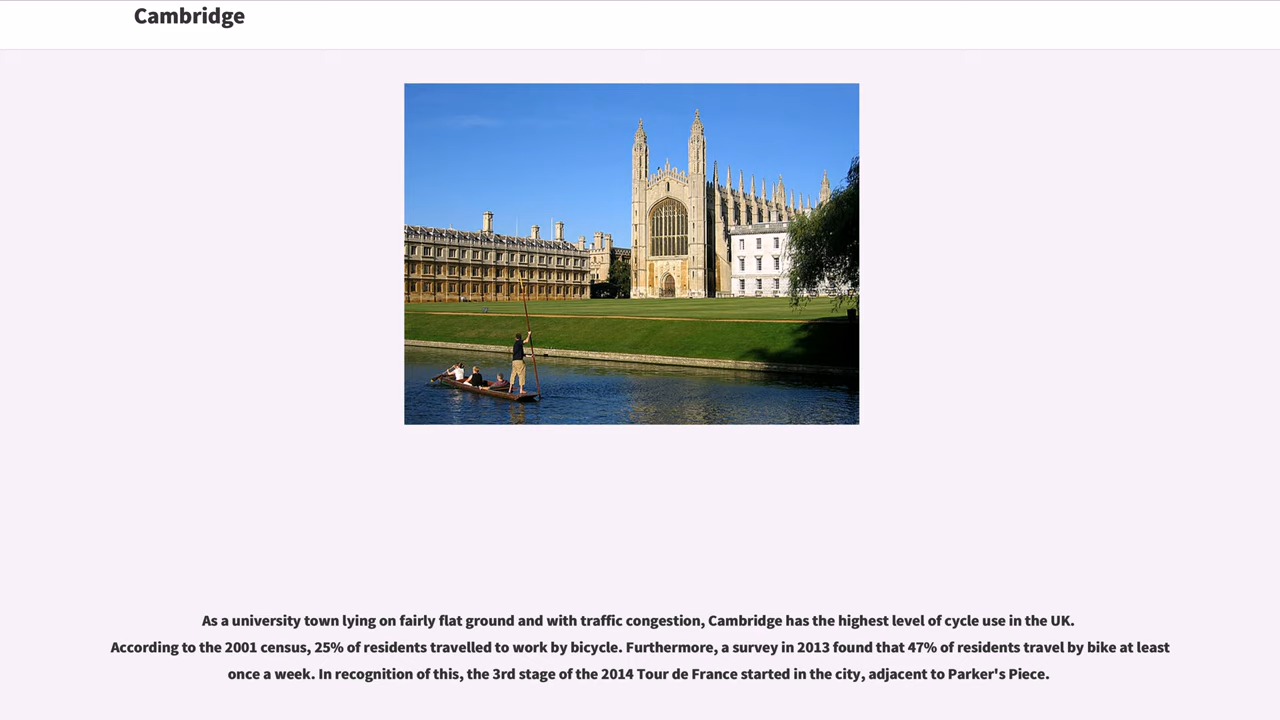 Cambridge
As a university town lying on fairly flat ground and with traffic congestion, Cambridge has the highest level of cycle use in the UK.
According to the 2001 census, 25% of residents travelled to work by bicycle. Furthermore, a survey in 2013 found that 47% of residents travel by bike at least
once a week. In recognition of this, the 3rd stage of the 2014 Tour de France started in the city, adjacent to Parker's Piece.